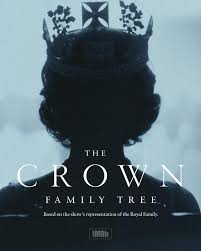 THE
CROWN
FAMILY TREE
Based on the show's representation of the Royal Family.
IMDb